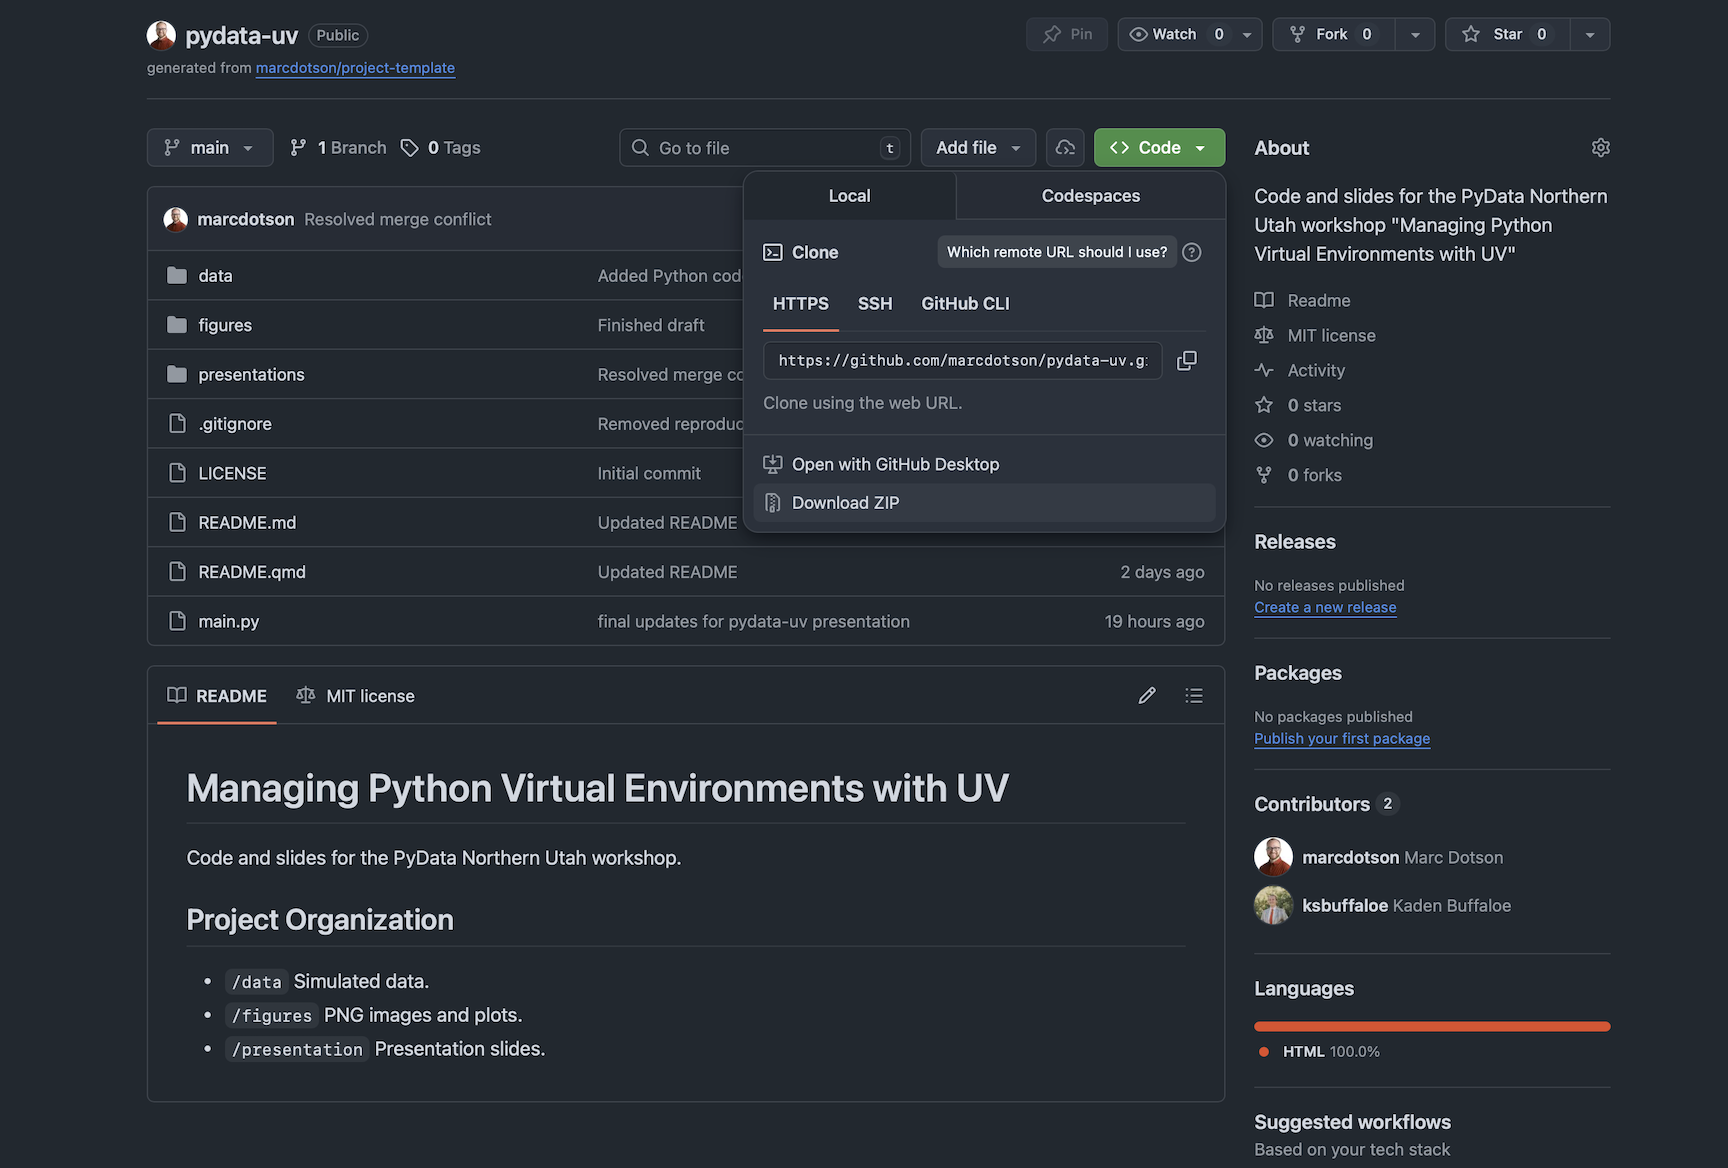 pydata-uv Public
Pin Watch 0 Fork 0 Star 0
generated from marcdotson/project-template
main 1 Branch 0 Tags Go to file t Add file Code
marcdotson Resolved merge conflict
data Added Python cod
figures Finished draft
presentations Resolved merge co
.gitignore Removed reproduc
LICENSE Initial commit
README.md Updated README
README.qmd Updated README 2 days ago
main.py final updates for pydata-uv presentation 19 hours ago
Local Codespaces
Clone Which remote URL should I use?
HTTPS SSH GitHub CLI
https://github.com/marcdotson/pydata-uv.g
Clone using the web URL.
Open with GitHub Desktop
Download ZIP
README MIT license
Managing Python Virtual Environments with UV
Code and slides for the PyData Northern Utah workshop.
Project Organization
• /data Simulated data.
• /figures PNG images and plots.
• /presentation Presentation slides.
About
Code and slides for the PyData Northern
Utah workshop "Managing Python
Virtual Environments with UV"
Readme
MIT license
Activity
0 stars
0 watching
0 forks
Releases
No releases published
Create a new release
Packages
No packages published
Publish your first package
Contributors 2
marcdotson Marc Dotson
ksbuffaloe Kaden Buffaloe
Languages
HTML 100.0%
Suggested workflows
Based on your tech stack